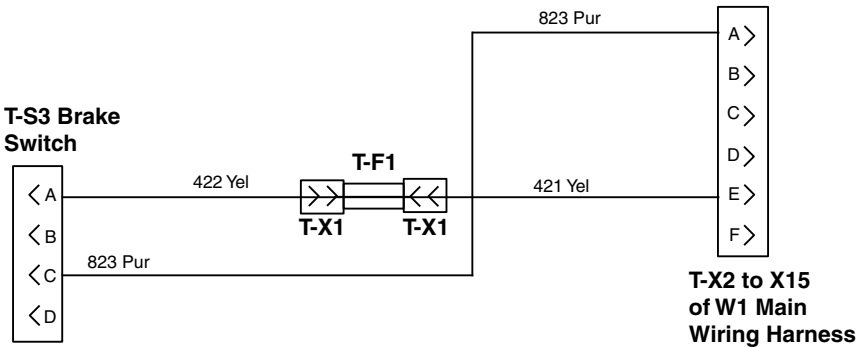 823 Pur
A
B
C
D
E
F
T-S3 Brake
Switch
T-F1
422 Yel
421 Yel
A
B
C
D
T-X1
T-X1
823 Pur
T-X2 to X15
of W1 Main
Wiring Harness